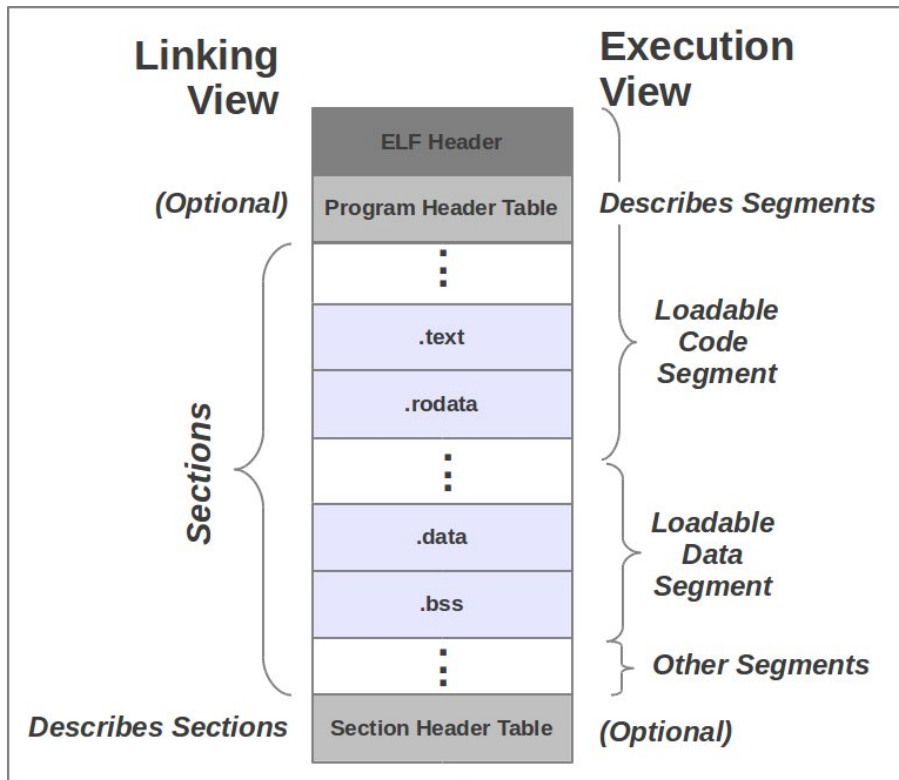 Linking
View
Execution
View
ELF Header
(Optional)
Program Header Table
Describes Segments
.text
Loadable
Code
Segment
.rodata
Sections
.data
Loadable
Data
Segment
.bss
Other Segments
Describes Sections
Section Header Table
(Optional)